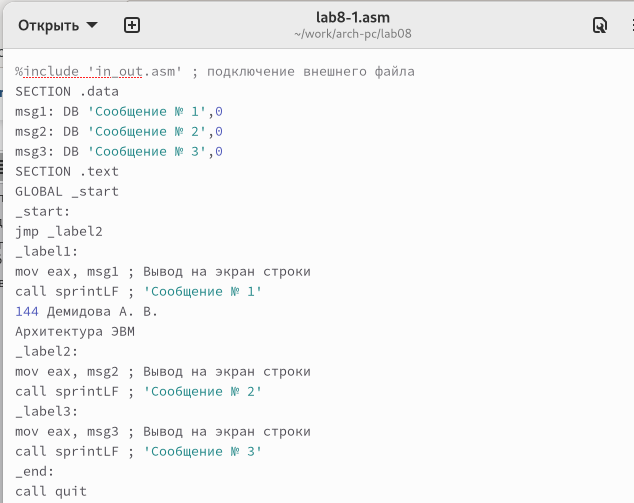 Открыть
lab8-1.asm
~/work/arch-pc/lab08
%include 'in_out.asm' ; подключение внешнего файла
SECTION .data
msg1: DB 'Сообщение № 1',0
msg2: DB 'Сообщение № 2',0
msg3: DB 'Сообщение № 3',0
SECTION .text
GLOBAL _start
_start:
jmp _label2
_label1:
mov eax, msg1 ; Вывод на экран строки
call sprintLF ; 'Сообщение № 1'
144 Демидова А. В.
Архитектура ЭВМ
_label2:
mov eax, msg2 ; Вывод на экран строки
call sprintLF ; 'Сообщение № 2'
_label3:
mov eax, msg3 ; Вывод на экран строки
call sprintLF ; 'Сообщение № 3'
_end:
call quit